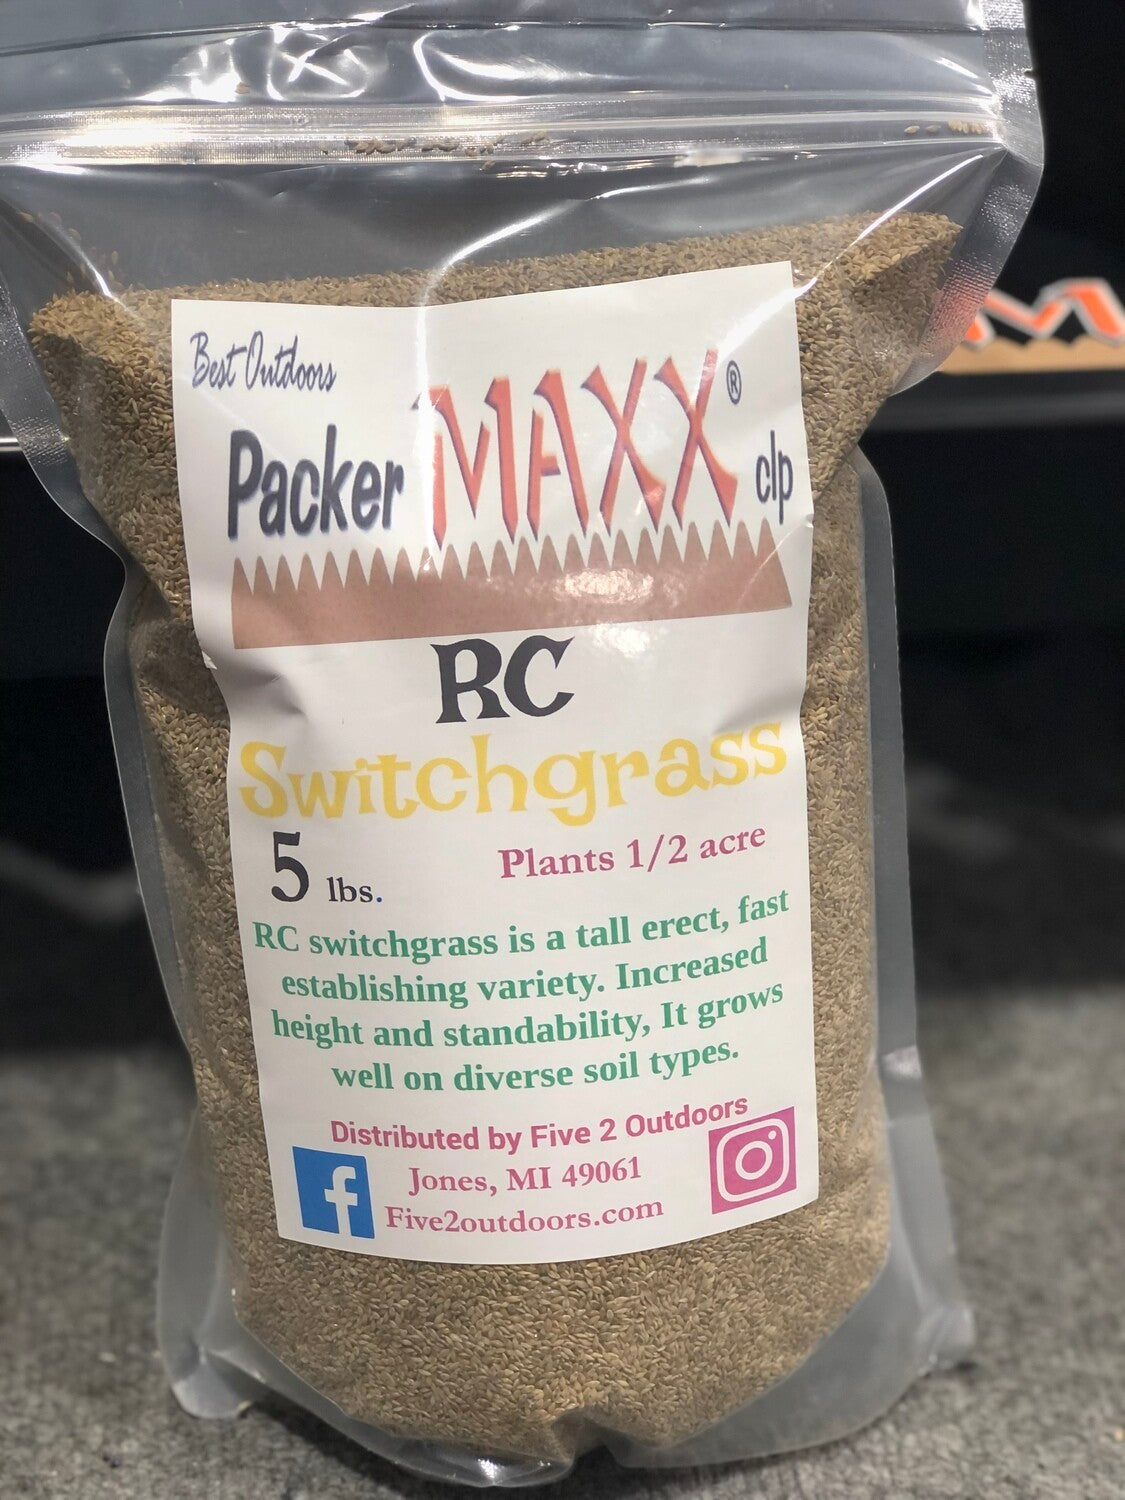 Best Outdoors
Packer MAXX® clp
RC
Switchgrass
5 lbs.
Plants 1/2 acre
RC switchgrass is a tall erect, fast
establishing variety. Increased
height and standability, It grows
well on diverse soil types.
Distributed by Five 2 Outdoors
Jones, MI 49061
Five2outdoors.com